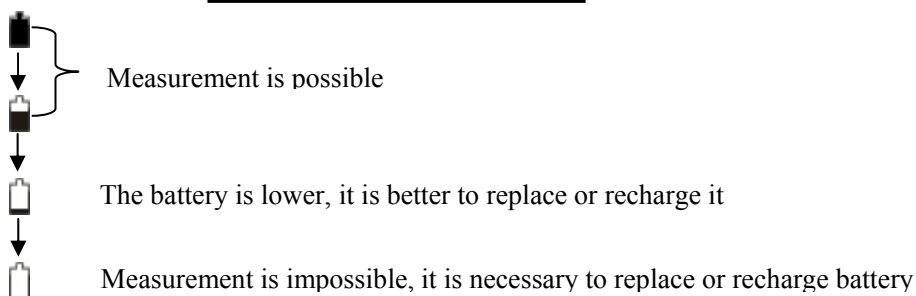 Measurement is possible
The battery is lower, it is better to replace or recharge it
Measurement is impossible, it is necessary to replace or recharge battery